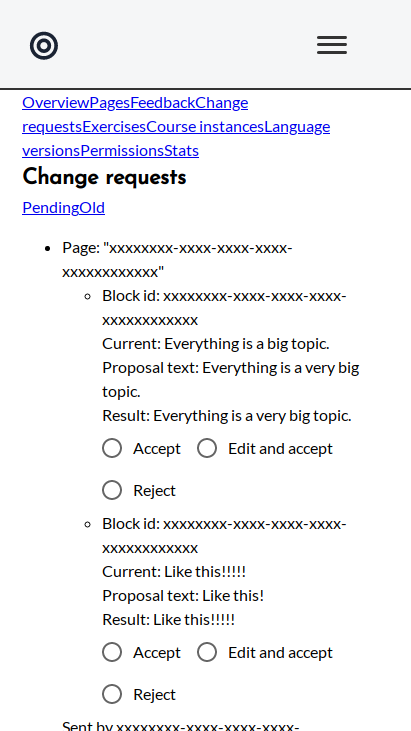 OverviewPagesFeedbackChange
requestsExercisesCourse instancesLanguage
versionsPermissionsStats
Change requests
PendingOld
Page: "xxxxxxxx-xxxx-xxxx-xxxx-
xxxxxxxxxxxx"
Block id: xxxxxxxx-xxxx-xxxx-xxxx-
xxxxxxxxxxxx
Current: Everything is a big topic.
Proposal text: Everything is a very big
topic.
Result: Everything is a very big topic.
Accept Edit and accept
Reject
Block id: xxxxxxxx-xxxx-xxxx-xxxx-
xxxxxxxxxxxx
Current: Like this!!!!!
Proposal text: Like this!
Result: Like this!!!!!
Accept Edit and accept
Reject
Sent by xxxxxxxx-xxxx-xxxx-xxxx-